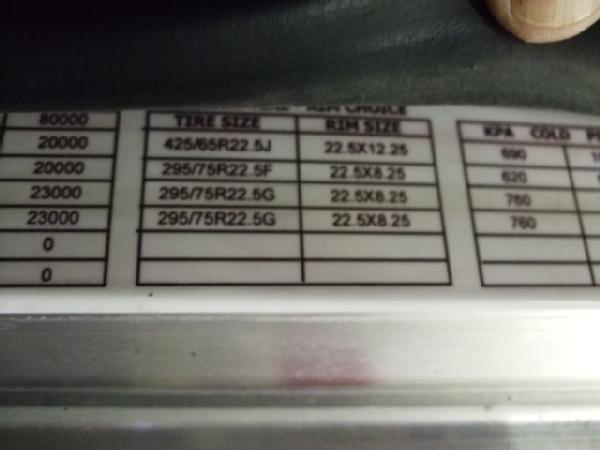 RIM CHOICE
80000 TIRE SIZE RIM SIZE KPA COLD
20000 425/65R22.5J 22.5X12.25 690
20000 295/75R22.5F 22.5X8.25 620
23000 295/75R22.5G 22.5X8.25 760
23000 295/75R22.5G 22.5X8.25 760
0
0